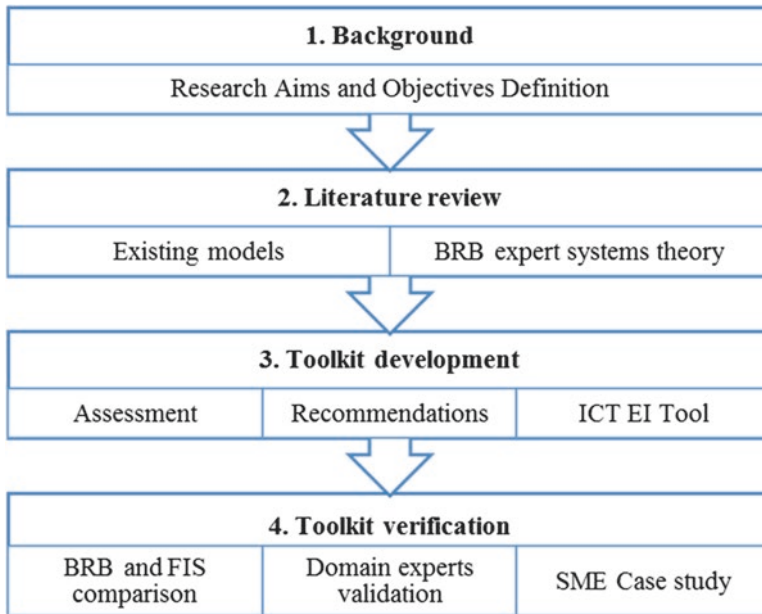 1. Background
Research Aims and Objectives Definition
2. Literature review
Existing models
BRB expert systems theory
3. Toolkit development
Assessment
Recommendations
ICT EI Tool
4. Toolkit verification
BRB and FIS
comparison
Domain experts
validation
SME Case study